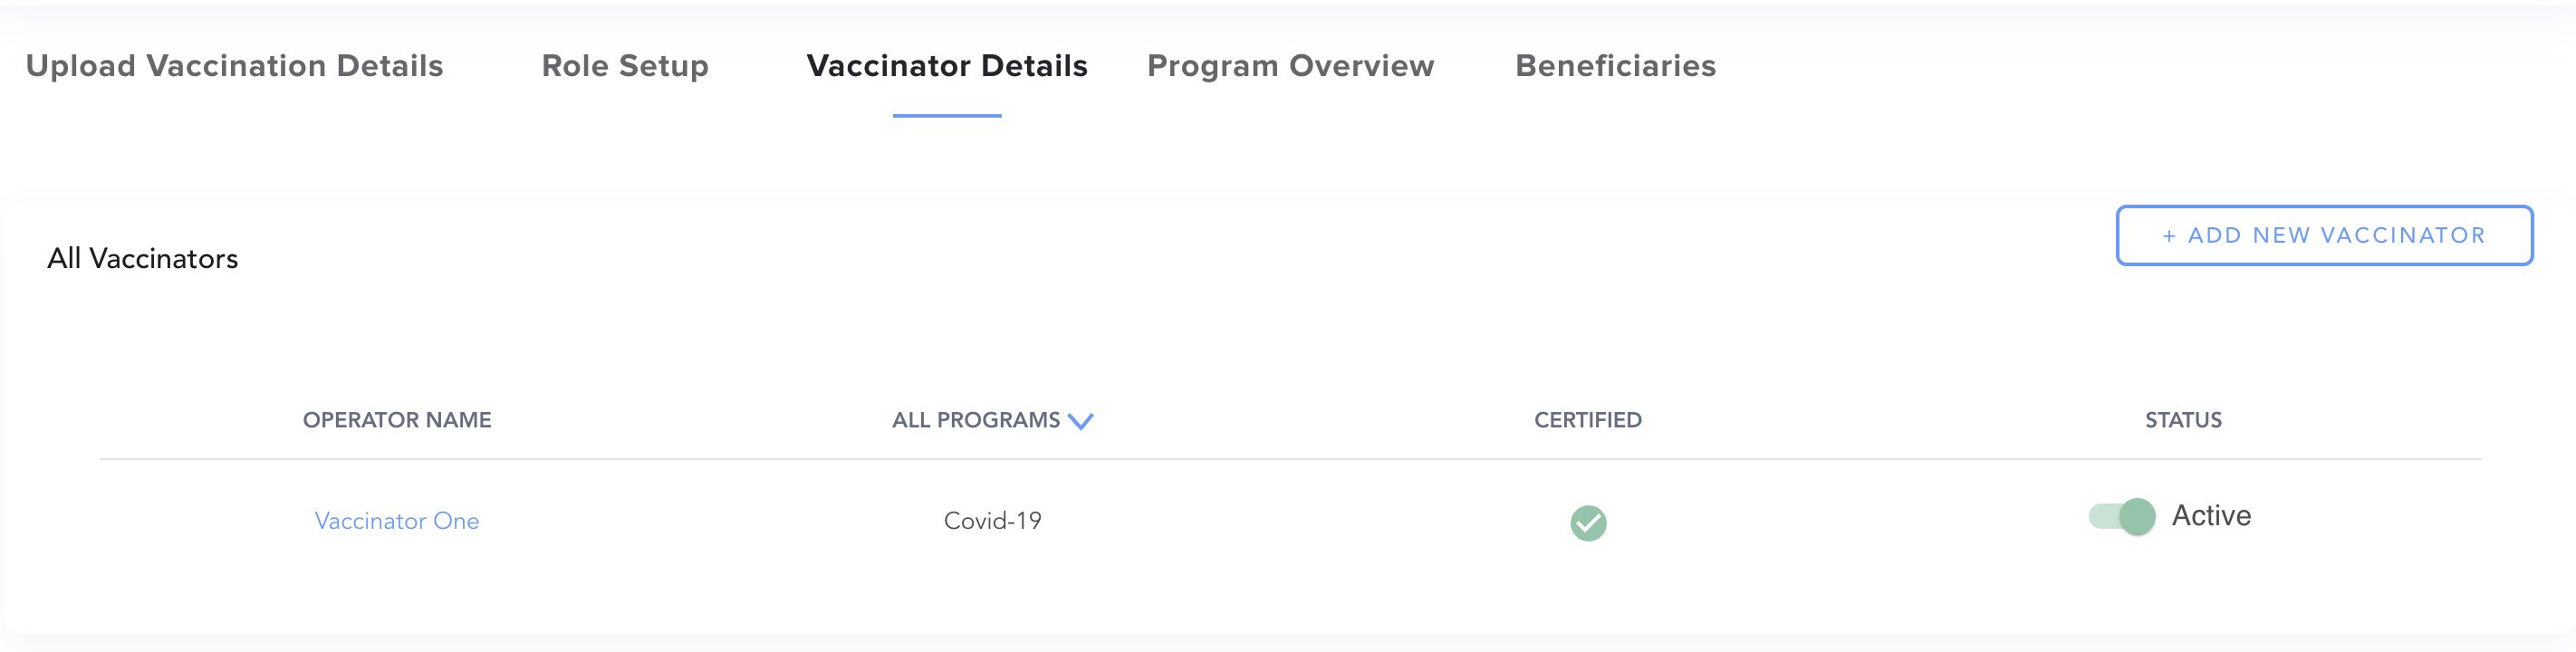 Upload Vaccination Details Role Setup Vaccinator Details Program Overview Beneficiaries
+ ADD NEW VACCINATOR
All Vaccinators
OPERATOR NAME ALL PROGRAMS CERTIFIED STATUS
Vaccinator One Covid-19 Active